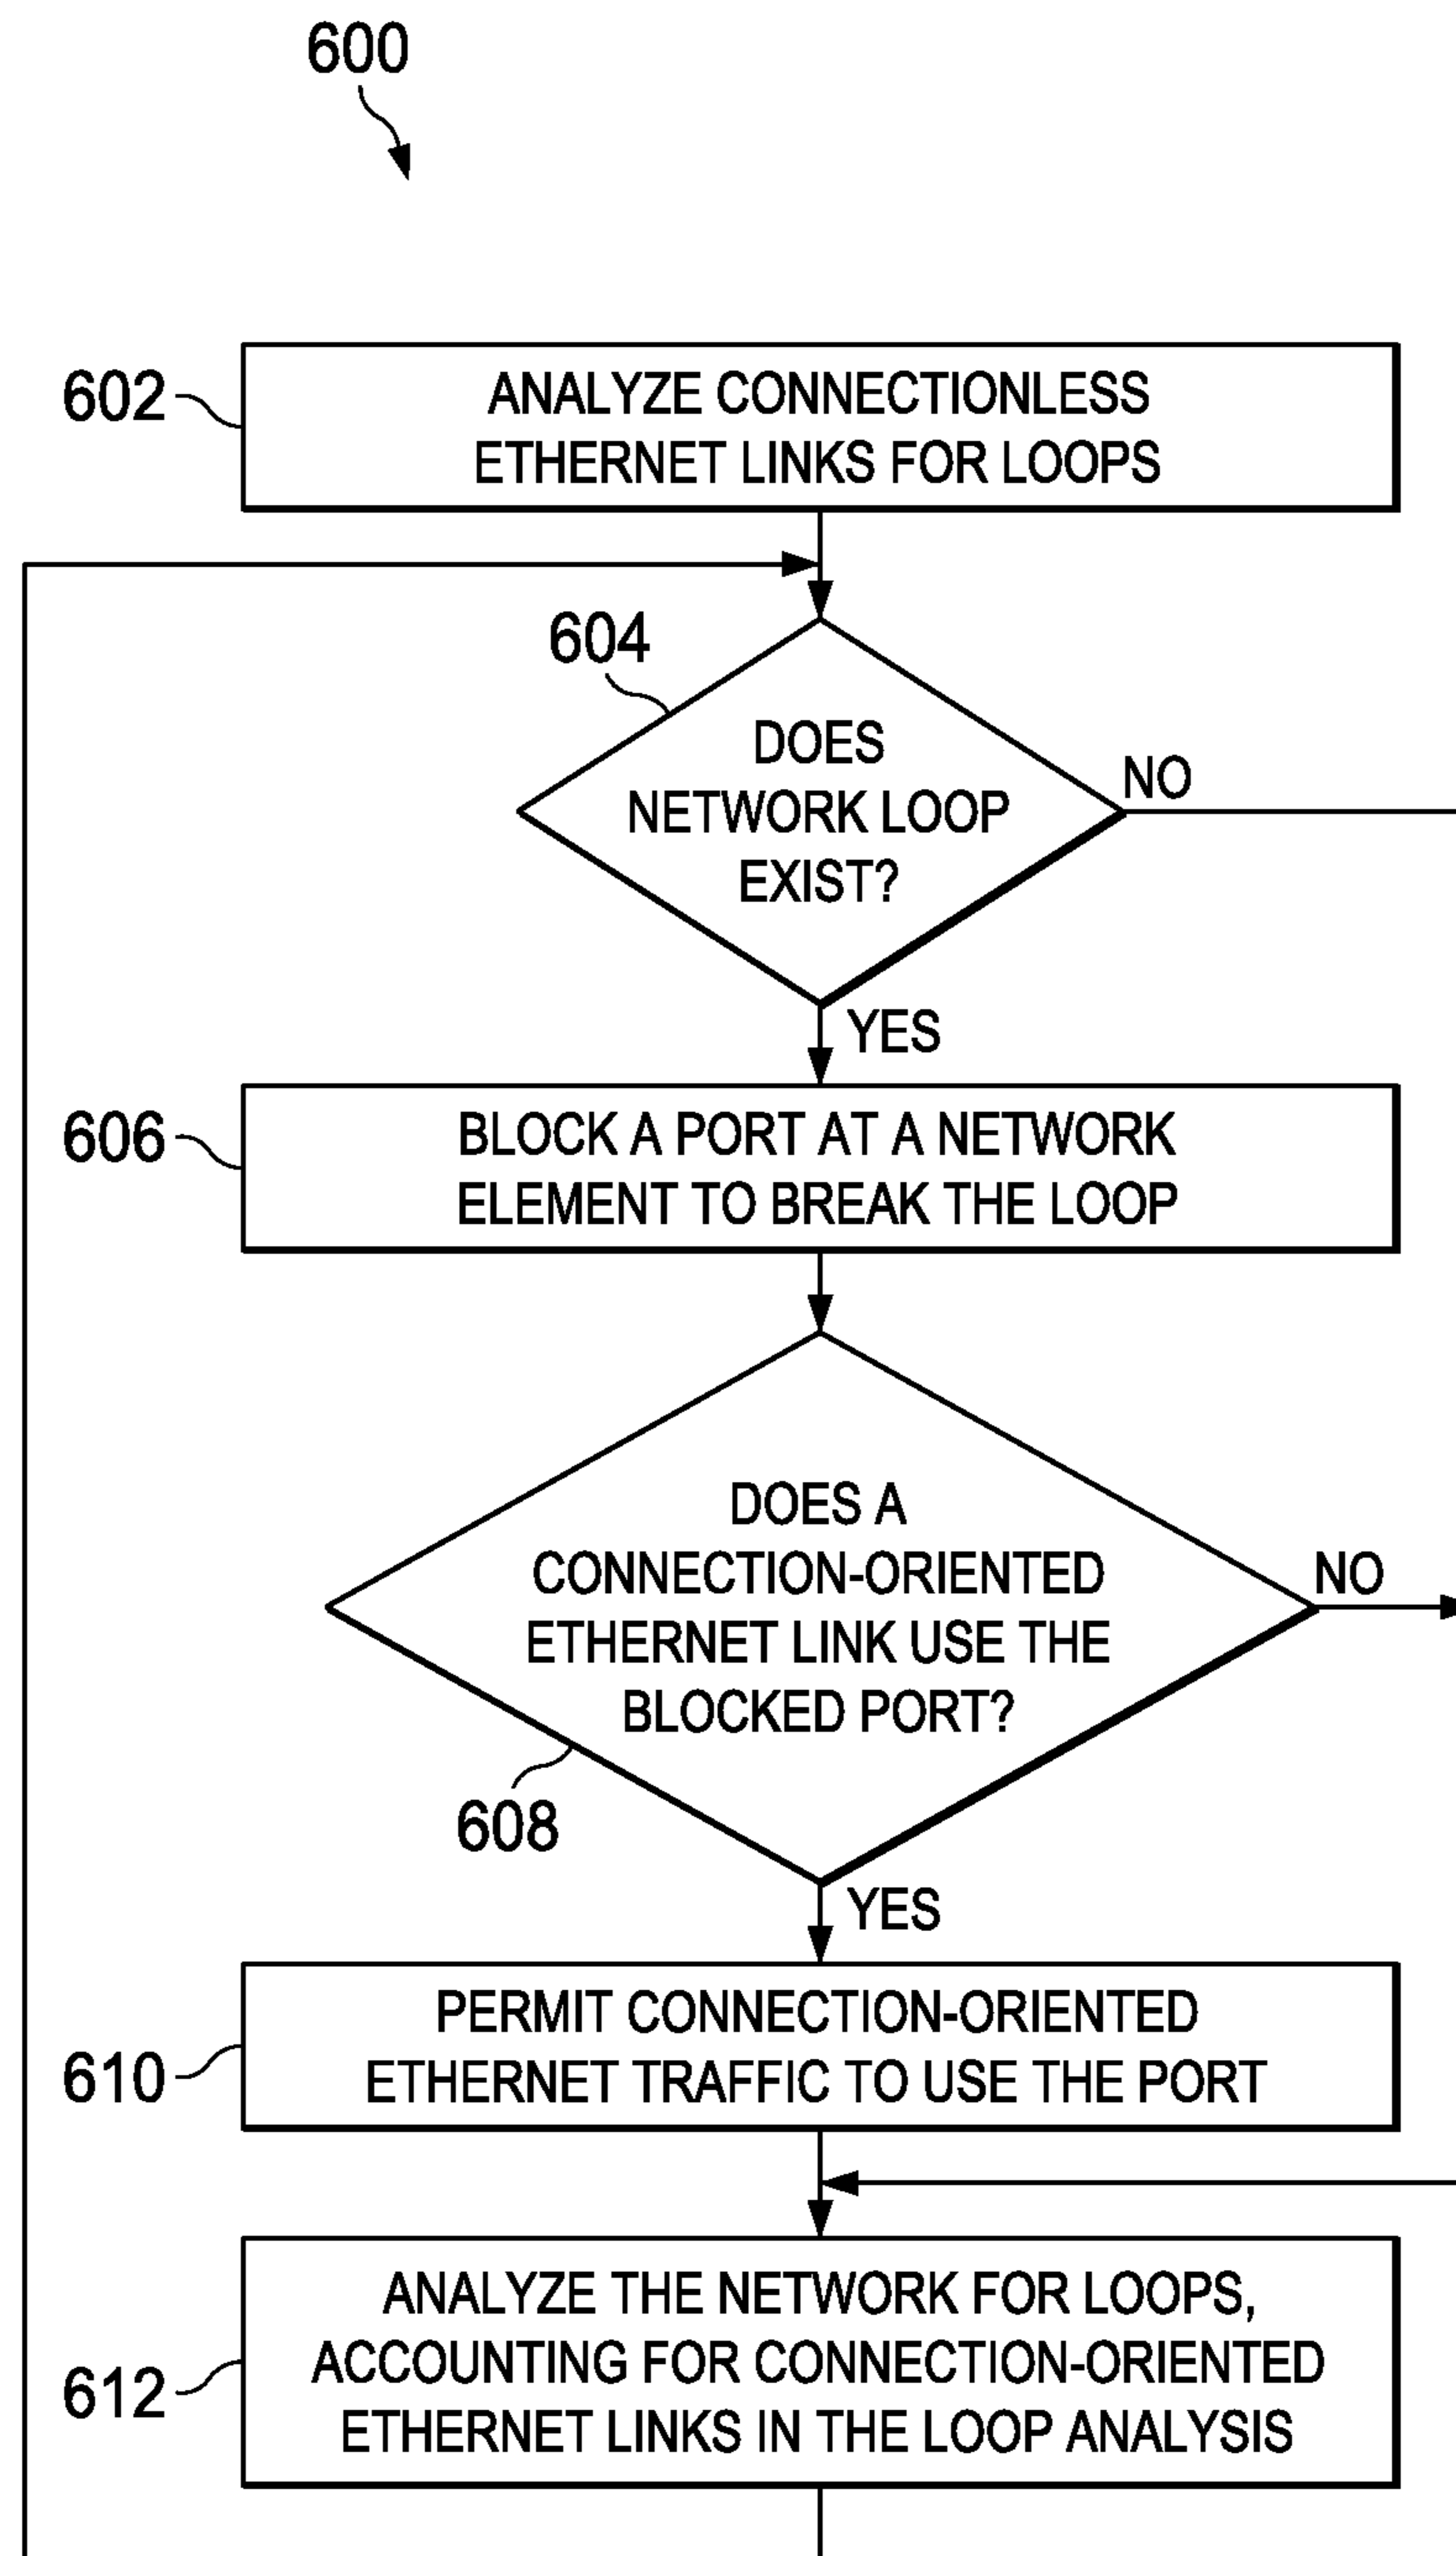 600
602
ANALYZE CONNECTIONLESS
ETHERNET LINKS FOR LOOPS
604
DOES
NETWORK LOOP
EXIST?
NO
YES
606
BLOCK A PORT AT A NETWORK
ELEMENT TO BREAK THE LOOP
DOES A
CONNECTION-ORIENTED
ETHERNET LINK USE THE
BLOCKED PORT?
NO
608
YES
610
PERMIT CONNECTION-ORIENTED
ETHERNET TRAFFIC TO USE THE PORT
612
ANALYZE THE NETWORK FOR LOOPS,
ACCOUNTING FOR CONNECTION-ORIENTED
ETHERNET LINKS IN THE LOOP ANALYSIS